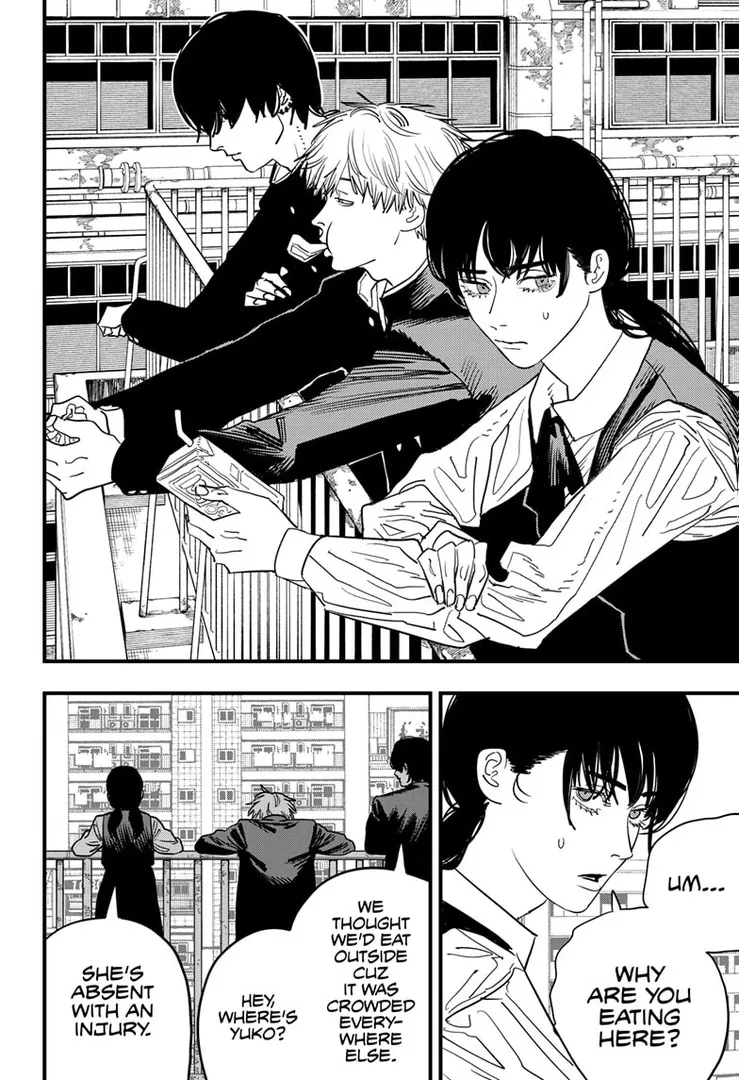 UM...
WHY
ARE YOU
EATING
HERE?
WE
THOUGHT
WE'D EAT
OUTSIDE
CUZ
IT WAS
CROWDED
EVERY-
WHERE
ELSE.
HEY,
WHERE'S
YUKO?
SHE'S
ABSENT
WITH AN
INJURY.